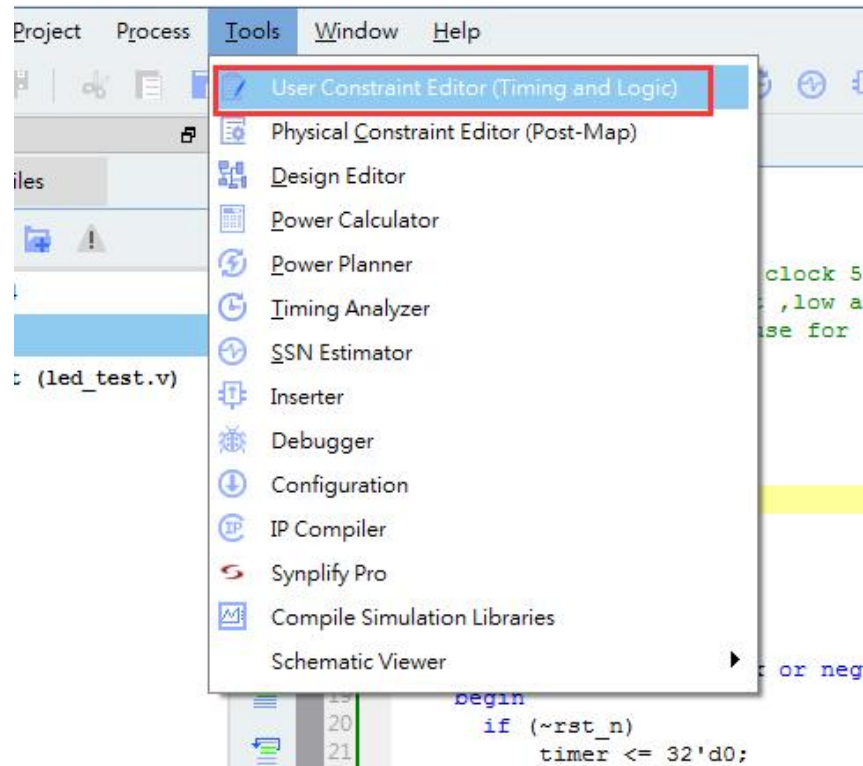 Project Process Tools Window Help
User Constraint Editor (Timing and Logic)
Physical Constraint Editor (Post-Map)
iles
Design Editor
Power Calculator
Power Planner
clock 5
Timing Analyzer
,low a
use for
SSN Estimator
(led_test.v)
Inserter
Debugger
Configuration
IP Compiler
Synplify Pro
Compile Simulation Libraries
Schematic Viewer
or neg
19 begin
20 if (~rst_n)
21 timer <= 32'd0;